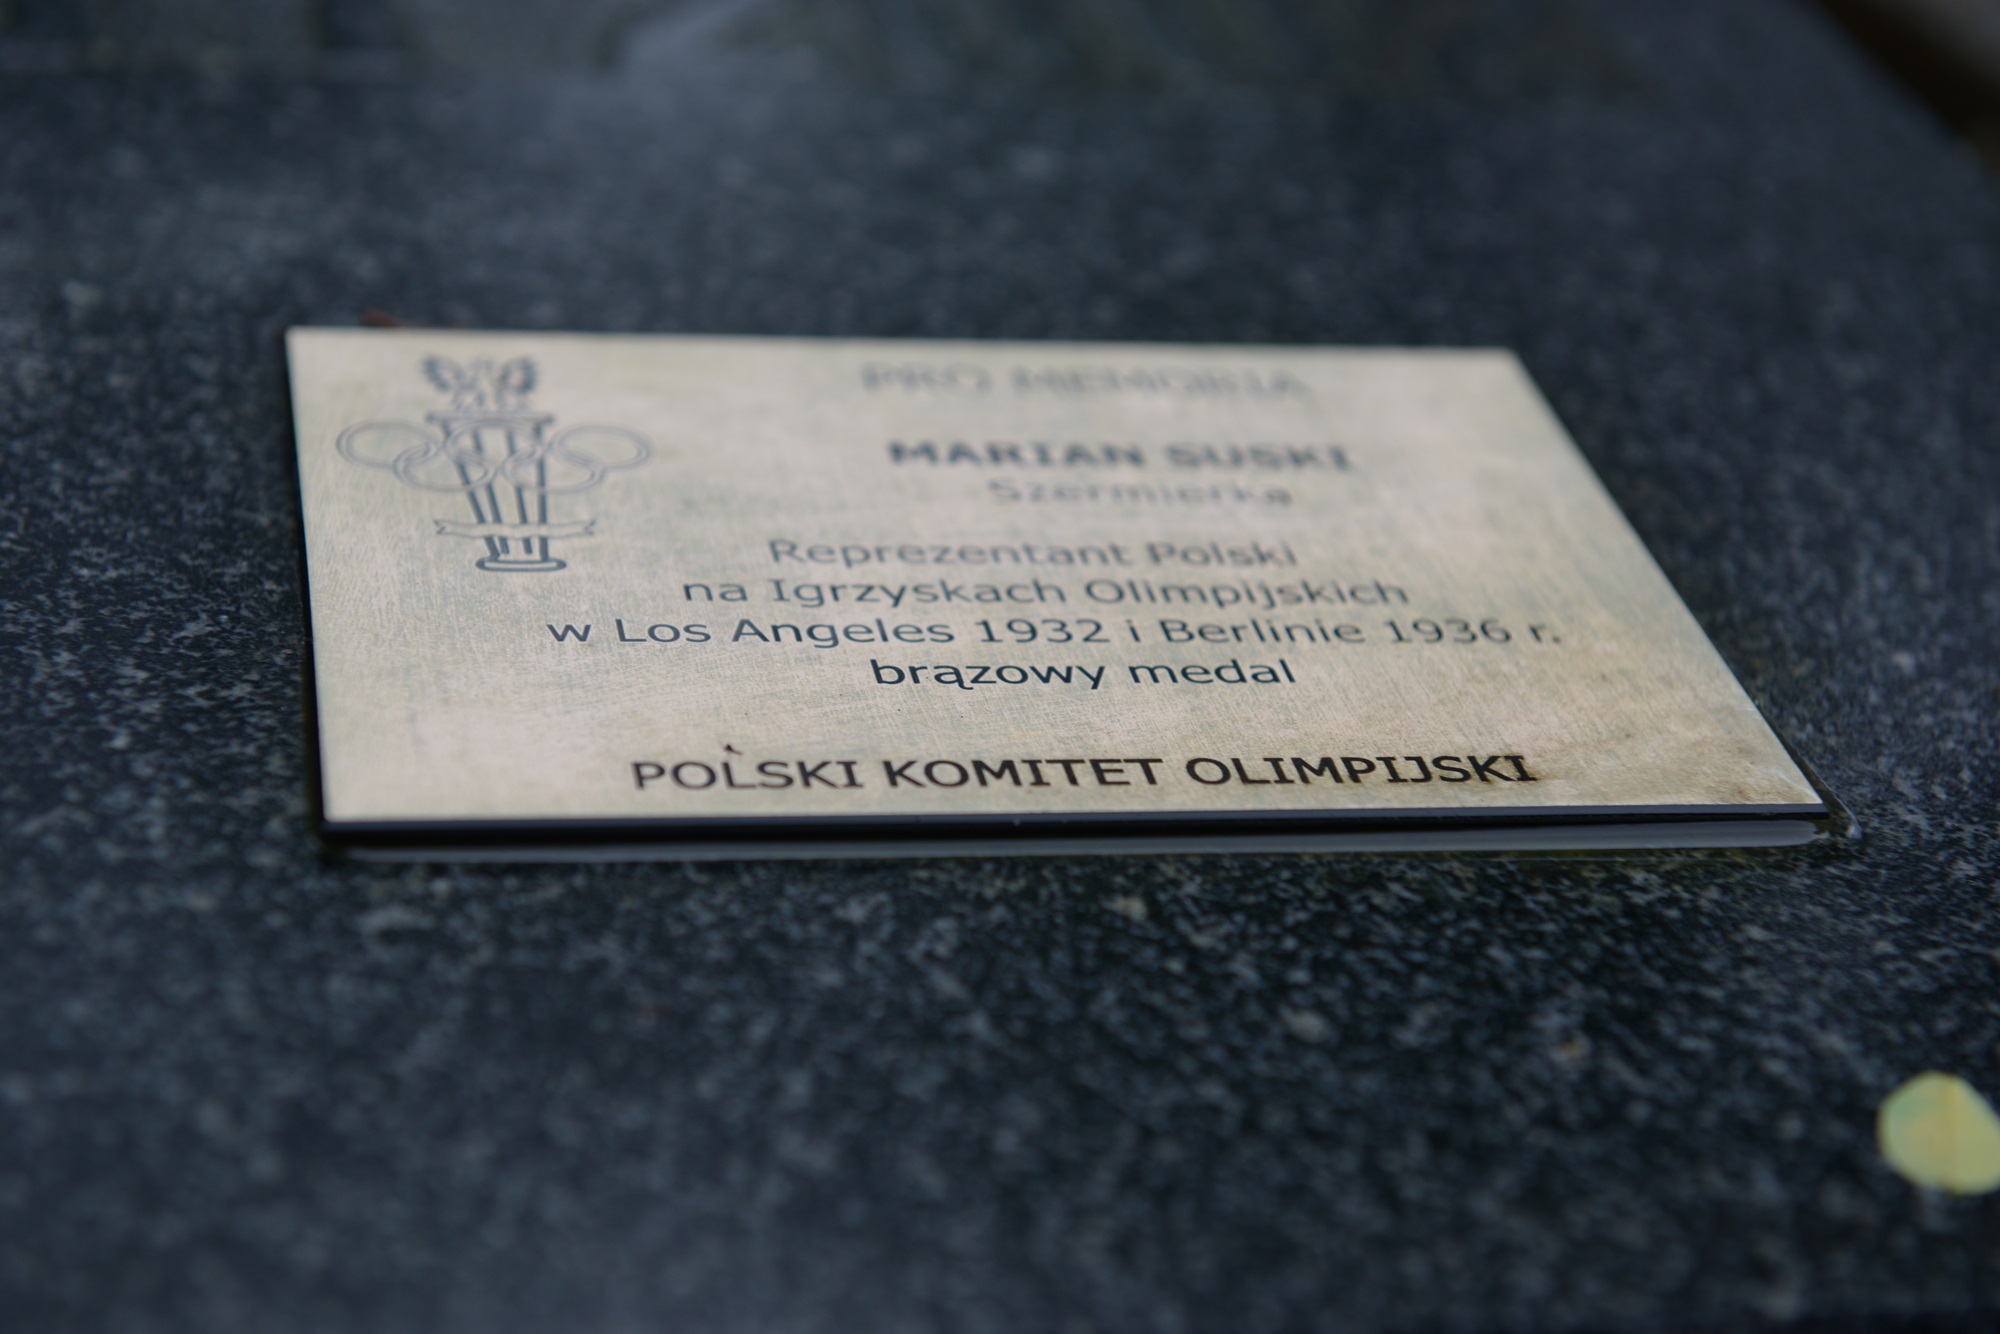 PRO MEMORIA
MARIAN SUSKI
Szermierka
Reprezentant Polski
na Igrzyskach Olimpijskich
w Los Angeles 1932 i Berlinie 1936 r.
brązowy medal
POLSKI KOMITET OLIMPIJSKI